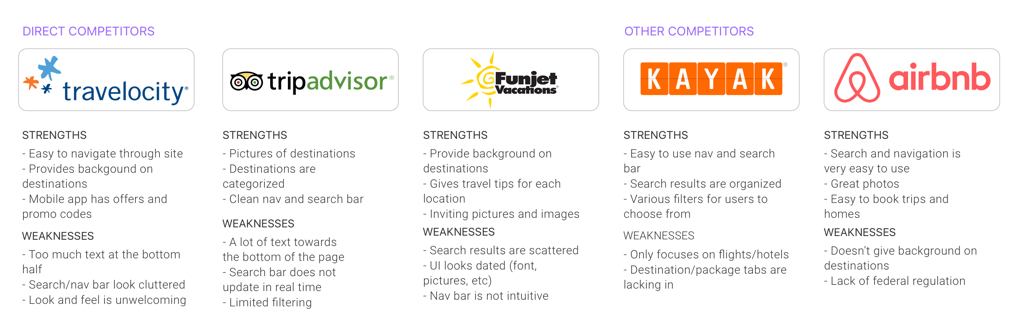 DIRECT COMPETITORS
travelocity®
STRENGTHS
- Easy to navigate through site
- Provides backgound on
destinations
- Mobile app has offers and
promo codes
WEAKNESSES
- Too much text at the bottom
half
- Search/nav bar look cluttered
- Look and feel is unwelcoming
tripadvisor®
STRENGTHS
- Pictures of destinations
- Destinations are
categorized
- Clean nav and search bar
WEAKNESSES
- A lot of text towards
the bottom of the page
- Search bar does not
update in real time
- Limited filtering
Funjet
Vacations
STRENGTHS
- Provide background on
destinations
- Gives travel tips for each
location
- Inviting pictures and images
WEAKNESSES
- Search results are scattered
- UI looks dated (font,
pictures, etc)
- Nav bar is not intuitive
OTHER COMPETITORS
KAYAK®
STRENGTHS
- Easy to use nav and search
bar
- Search results are organized
- Various filters for users to
choose from
WEAKNESSES
- Only focuses on flights/hotels
- Destination/package tabs are
lacking in
airbnb
STRENGTHS
- Search and navigation is
very easy to use
- Great photos
- Easy to book trips and
homes
WEAKNESSES
- Doesn't give background on
destinations
- Lack of federal regulation